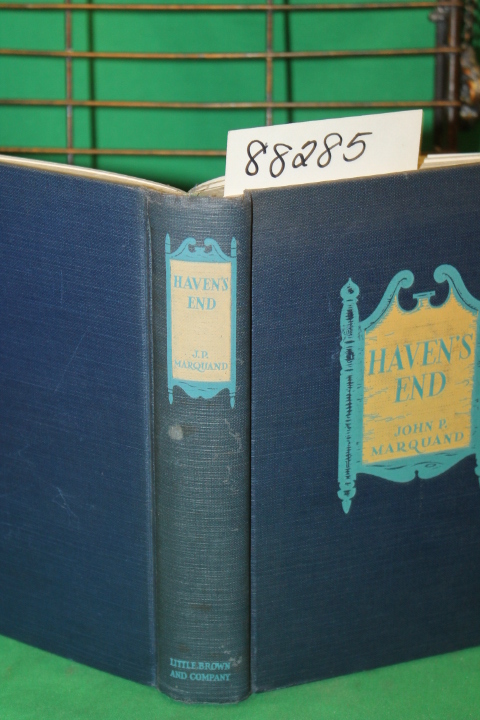 88285
HAVEN'S
END
J.P.
MARQUAND
LITTLE, BROWN
AND COMPANY
HAVEN'S
END
JOHN P.
MARQUAND